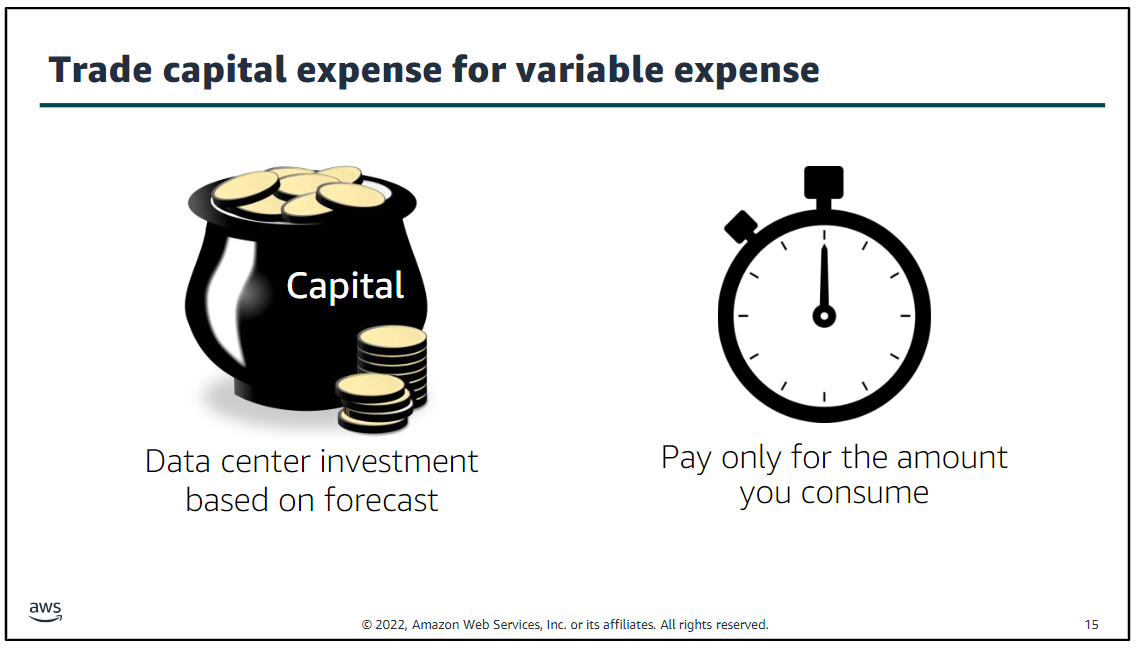 Trade capital expense for variable expense
Capital
Data center investment
based on forecast
Pay only for the amount
you consume
aws
© 2022, Amazon Web Services, Inc. or its affiliates. All rights reserved.
15